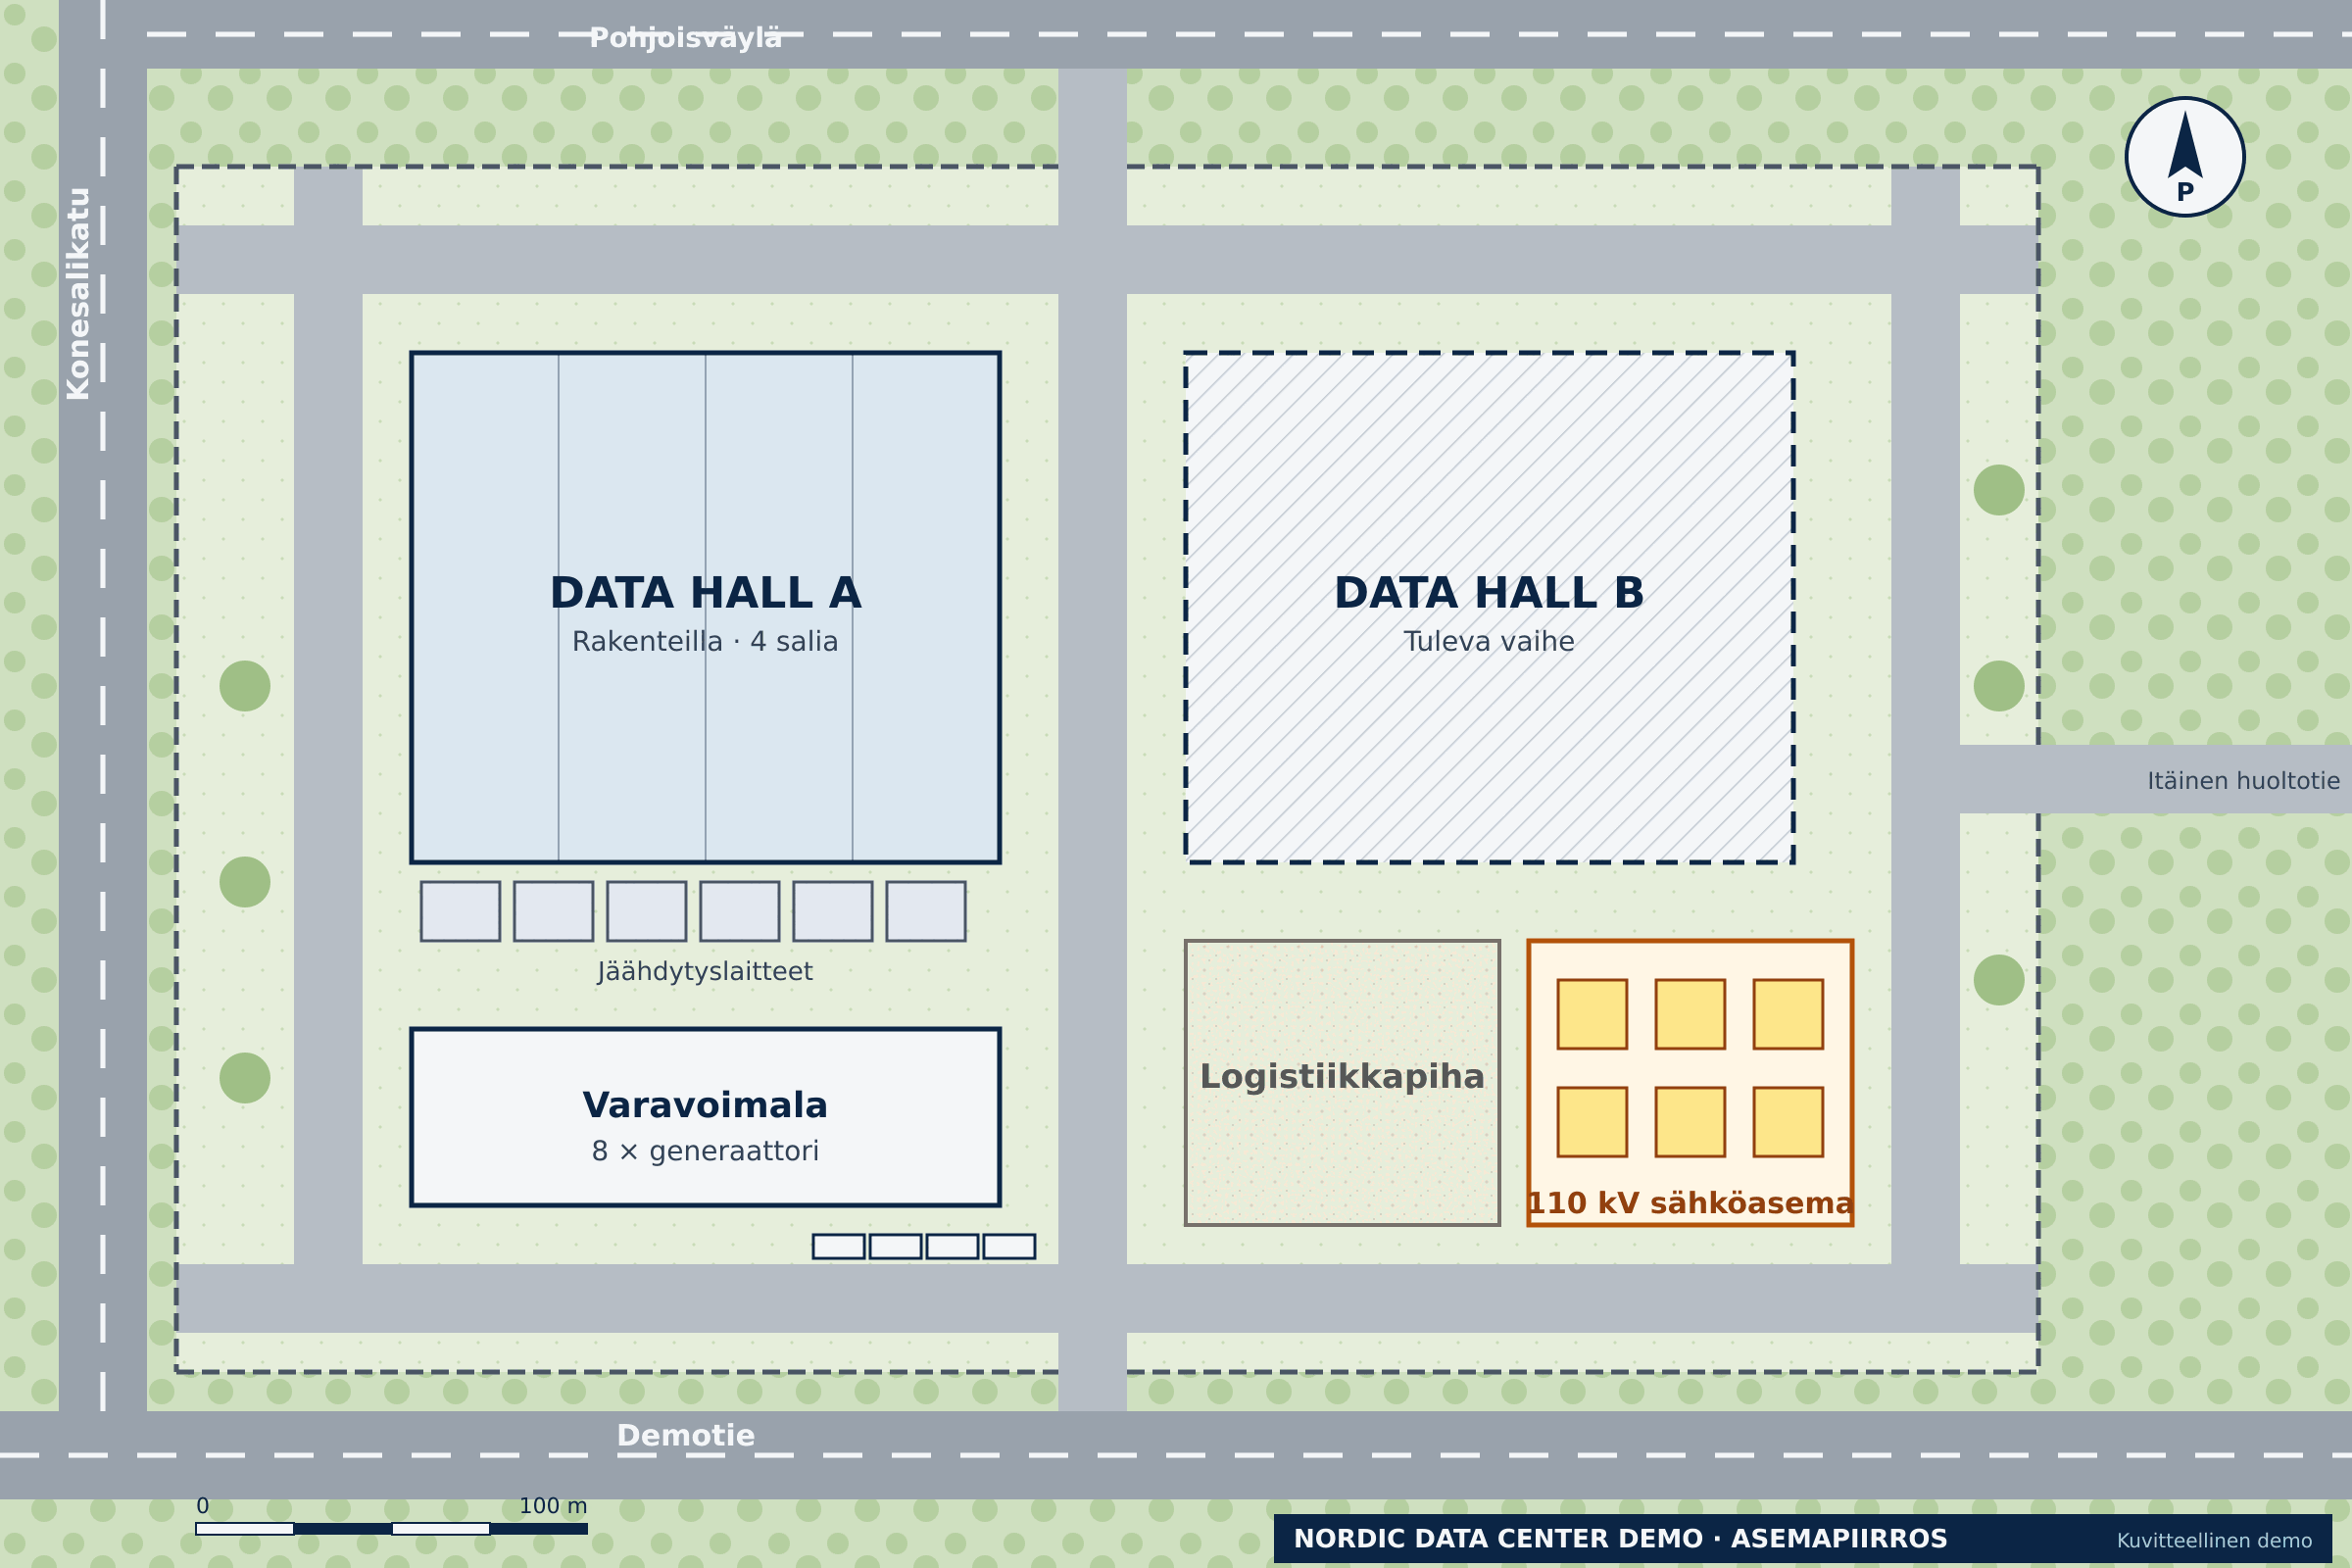 Pohjoisväylä
P
Konesalikatu
DATA HALL A
Rakenteilla · 4 salia
DATA HALL B
Tuleva vaihe
Itäinen huoltotie
Jäähdytyslaitteet
Logistiikkapiha
Varavoimala
8 × generaattori
110 kV sähköasema
Demotie
0 100 m
NORDIC DATA CENTER DEMO · ASEMAPIIRROS
Kuvitteellinen demo